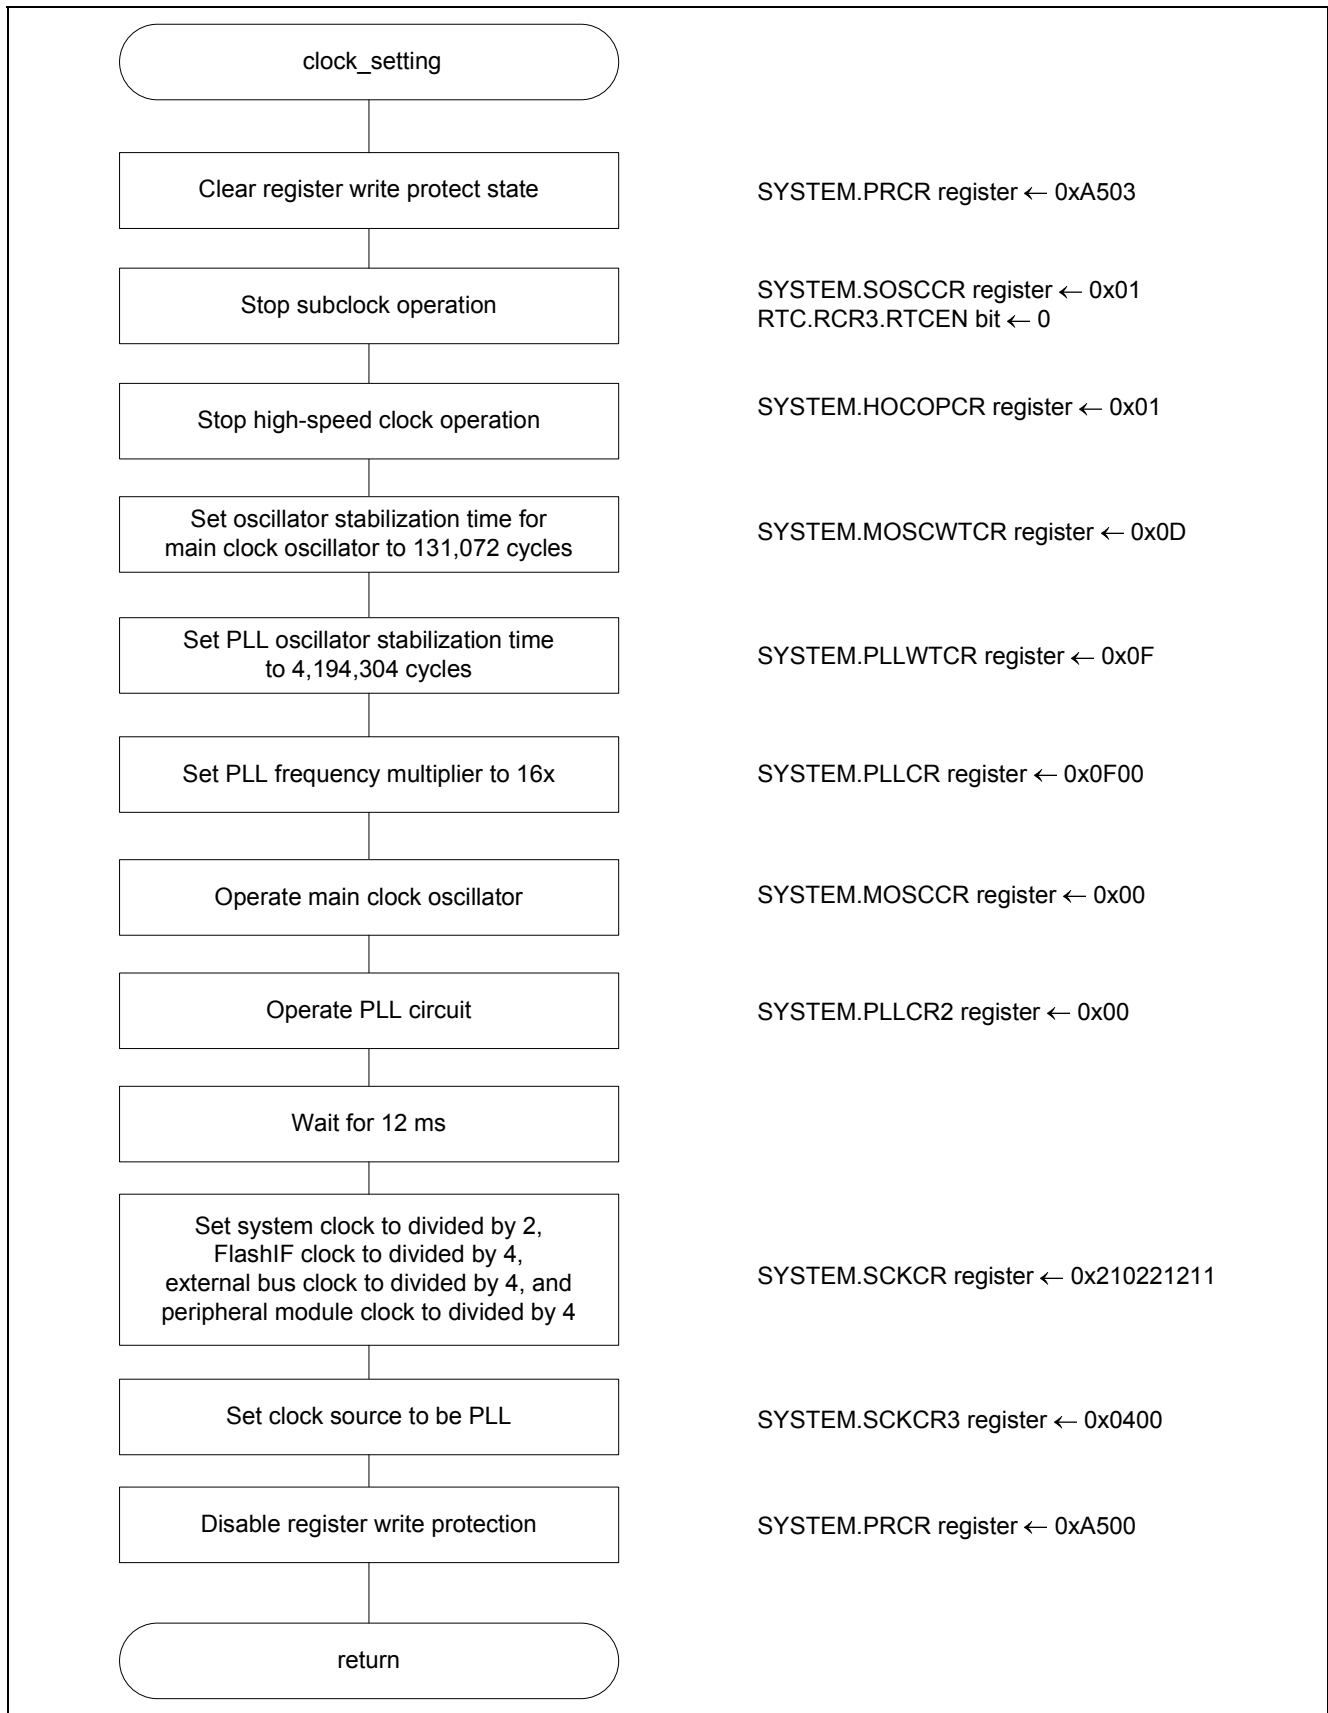 clock_setting
Clear register write protect state
SYSTEM.PRCR register ← 0xA503
Stop subclock operation
SYSTEM.SOSCCR register ← 0x01
RTC.RCR3.RTCEN bit ← 0
Stop high-speed clock operation
SYSTEM.HOCOPCR register ← 0x01
Set oscillator stabilization time for
main clock oscillator to 131,072 cycles
SYSTEM.MOSCWTCR register ← 0x0D
Set PLL oscillator stabilization time
to 4,194,304 cycles
SYSTEM.PLLWTCR register ← 0x0F
Set PLL frequency multiplier to 16x
SYSTEM.PLLCR register ← 0x0F00
Operate main clock oscillator
SYSTEM.MOSCCR register ← 0x00
Operate PLL circuit
SYSTEM.PLLCR2 register ← 0x00
Wait for 12 ms
Set system clock to divided by 2,
FlashIF clock to divided by 4,
external bus clock to divided by 4, and
peripheral module clock to divided by 4
SYSTEM.SCKCR register ← 0x210221211
Set clock source to be PLL
SYSTEM.SCKCR3 register ← 0x0400
Disable register write protection
SYSTEM.PRCR register ← 0xA500
return